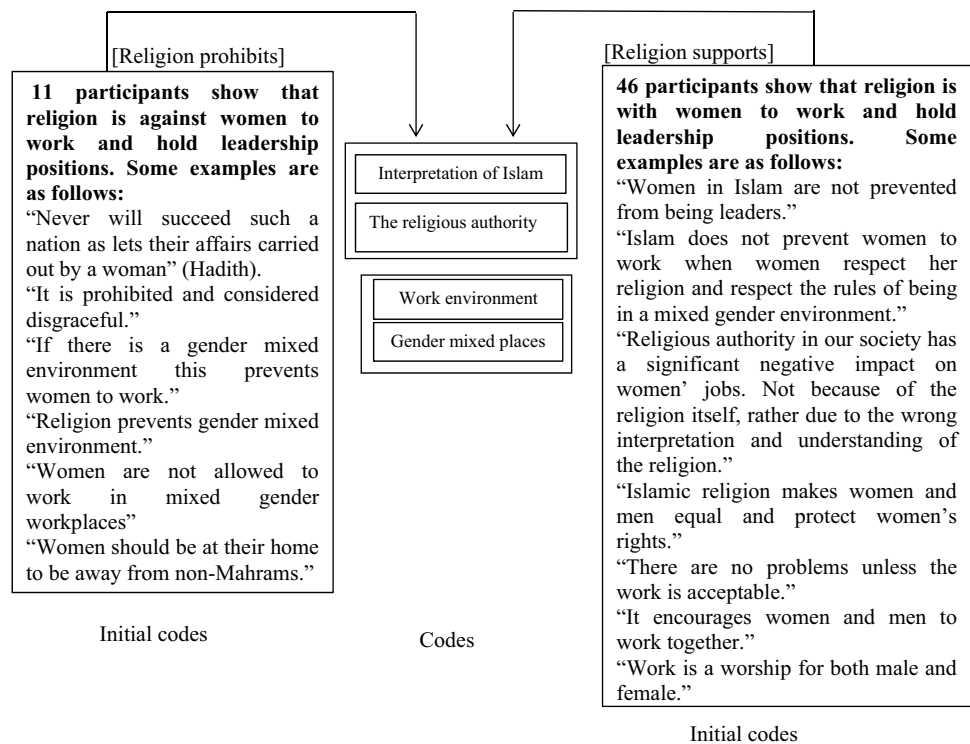 [Religion prohibits]
11 participants show that
religion is against women to
work and hold leadership
positions. Some examples are
as follows:
“Never will succeed such a
nation as lets their affairs carried
out by a woman” (Hadith).
“It is prohibited and considered
disgraceful.”
“If there is a gender mixed
environment this prevents
women to work.”
“Religion prevents gender mixed
environment.”
“Women are not allowed to
work in mixed gender
workplaces”
“Women should be at their home
to be away from non-Mahrams.”
Initial codes
Interpretation of Islam
The religious authority
Work environment
Gender mixed places
Codes
[Religion supports]
46 participants show that religion is
with women to work and hold
leadership positions. Some
examples are as follows:
“Women in Islam are not prevented
from being leaders.”
“Islam does not prevent women to
work when women respect her
religion and respect the rules of being
in a mixed gender environment.”
“Religious authority in our society has
a significant negative impact on
women’ jobs. Not because of the
religion itself, rather due to the wrong
interpretation and understanding of
the religion.”
“Islamic religion makes women and
men equal and protect women’s
rights.”
“There are no problems unless the
work is acceptable.”
“It encourages women and men to
work together.”
“Work is a worship for both male and
female.”
Initial codes